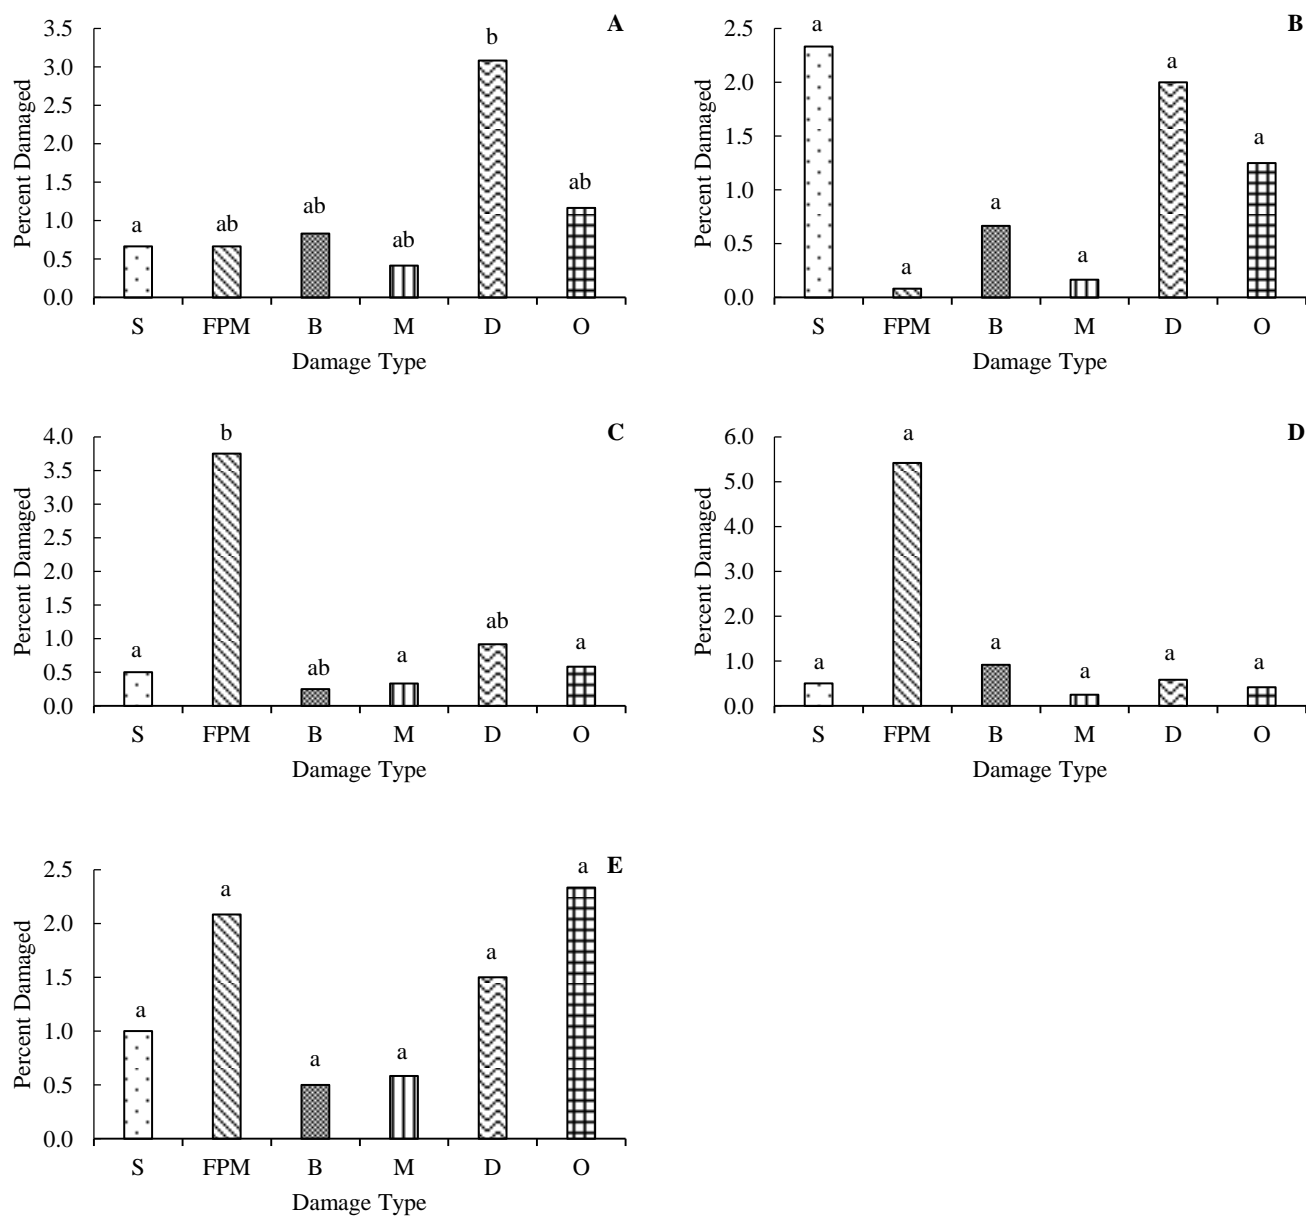 A
Percent Damaged
3.5
3.0
2.5
2.0
1.5
1.0
0.5
0.0
a ab ab ab b ab
S FPM B M D O
Damage Type
B
Percent Damaged
2.5
2.0
1.5
1.0
0.5
0.0
a a a a a a
S FPM B M D O
Damage Type
C
Percent Damaged
4.0
3.5
3.0
2.5
2.0
1.5
1.0
0.5
0.0
a b ab a ab a
S FPM B M D O
Damage Type
D
Percent Damaged
6.0
5.0
4.0
3.0
2.0
1.0
0.0
a a a a a a
S FPM B M D O
Damage Type
E
Percent Damaged
2.5
2.0
1.5
1.0
0.5
0.0
a a a a a a
S FPM B M D O
Damage Type